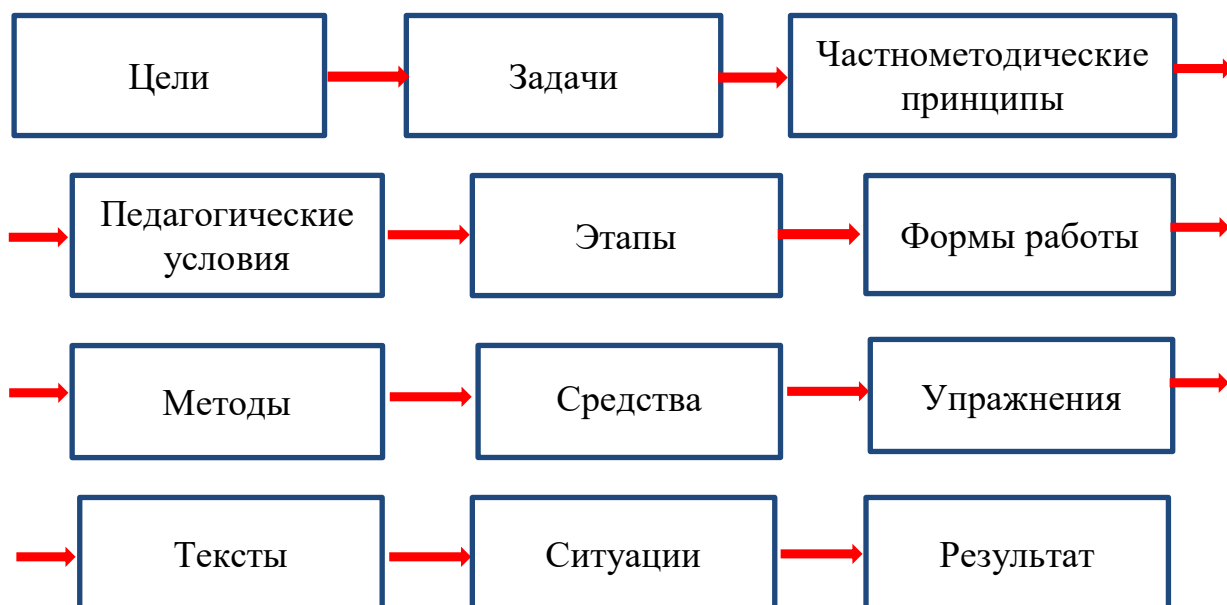 Цели
Задачи
Частнометодические
принципы
Педагогические
условия
Этапы
Формы работы
Методы
Средства
Упражнения
Тексты
Ситуации
Результат